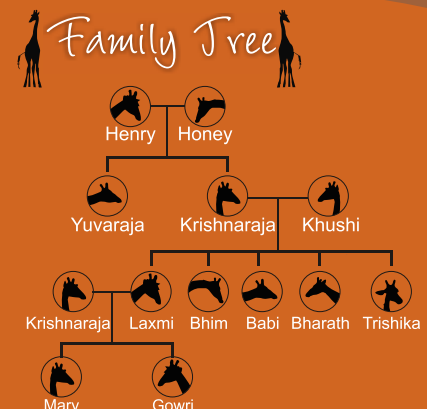 Family Tree
Henry Honey
Yuvaraja Krishnaraja Khushi
Krishnaraja Laxmi Bhim Babi Bharath Trishika
Mary Gowri